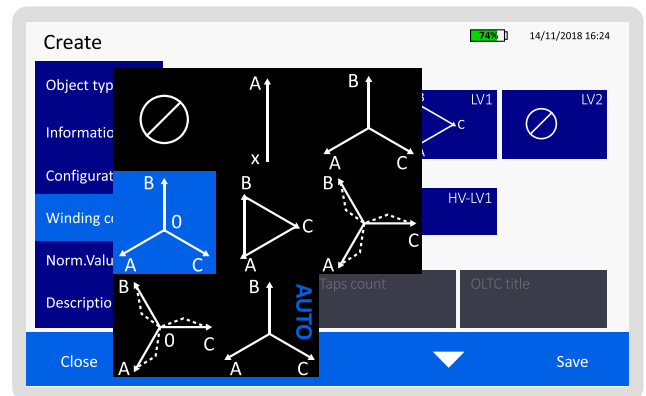 Create
74%
14/11/2018 16:24
Object typ
Informatio
Configurat
Winding c
Norm.Valu
Descriptio
A
x
B
A
C
B
0
A
C
B
C
A
B
C
A
B
0
C
A
B
AUTO
A
C
C
LV1
LV2
HV-LV1
Taps count
OLTC title
Close
Save